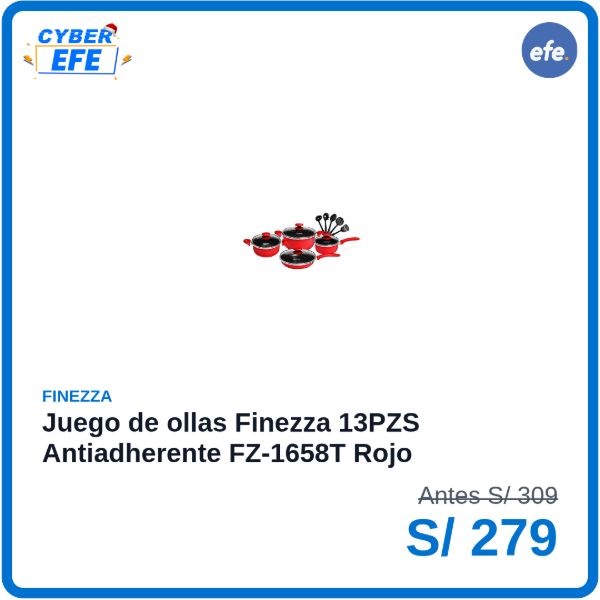 CYBER
EFE
efe.
FINEZZA
Juego de ollas Finezza 13PZS
Antiadherente FZ-1658T Rojo
Antes S/ 309
S/ 279